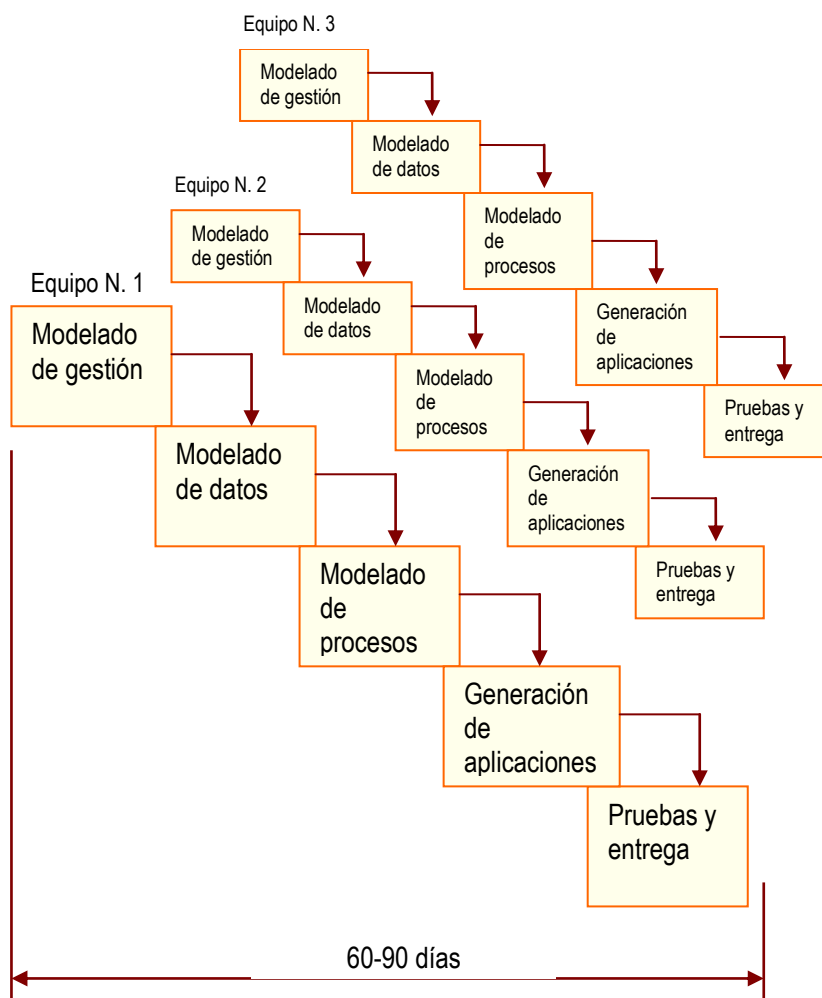 Equipo N. 3
Modelado
de gestión
Modelado
de datos
Modelado
de
procesos
Generación
de
aplicaciones
Pruebas y
entrega
Equipo N. 2
Modelado
de gestión
Modelado
de datos
Modelado
de
procesos
Generación
de
aplicaciones
Pruebas y
entrega
Equipo N. 1
Modelado
de gestión
Modelado
de datos
Modelado
de
procesos
Generación
de
aplicaciones
Pruebas y
entrega
60-90 días